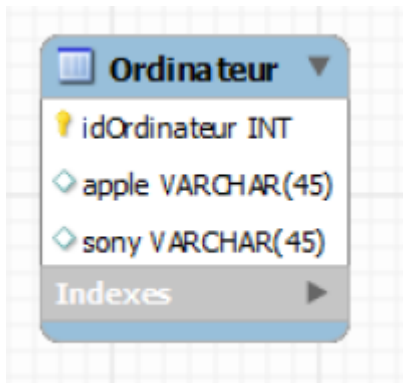 Ordinateur
idOrdinateur INT
apple VARCHAR(45)
sony VARCHAR(45)
Indexes